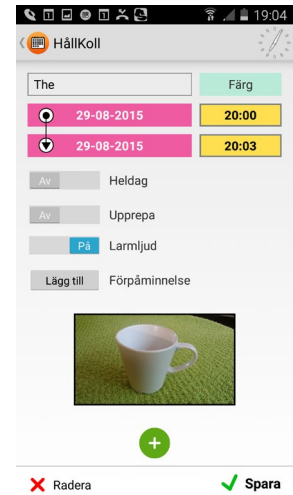 19:04
HållKoll
The Färg
29-08-2015 20:00
29-08-2015 20:03
Av Heldag
Av Upprepa
På Larmljud
Lägg till Förpåminnelse
Radera Spara